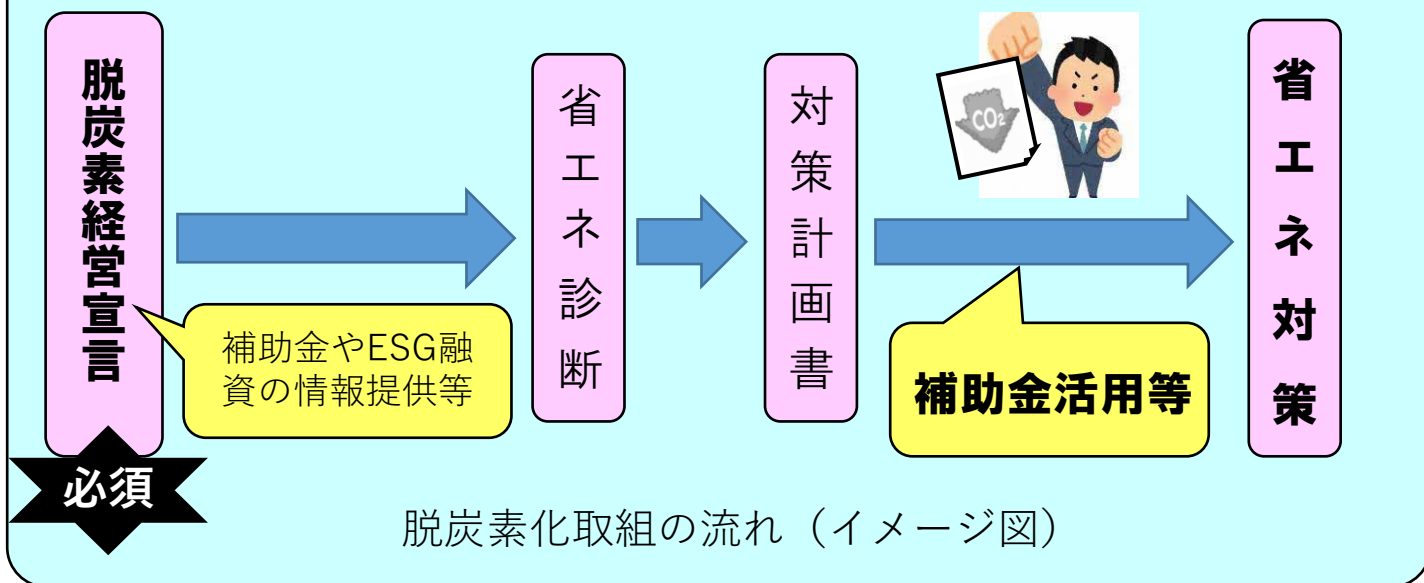 脱炭素経営宣言
必須
補助金やESG融
資の情報提供等
省エネ診断
対策計画書
CO₂
補助金活用等
省エネ対策
脱炭素化取組の流れ（イメージ図）